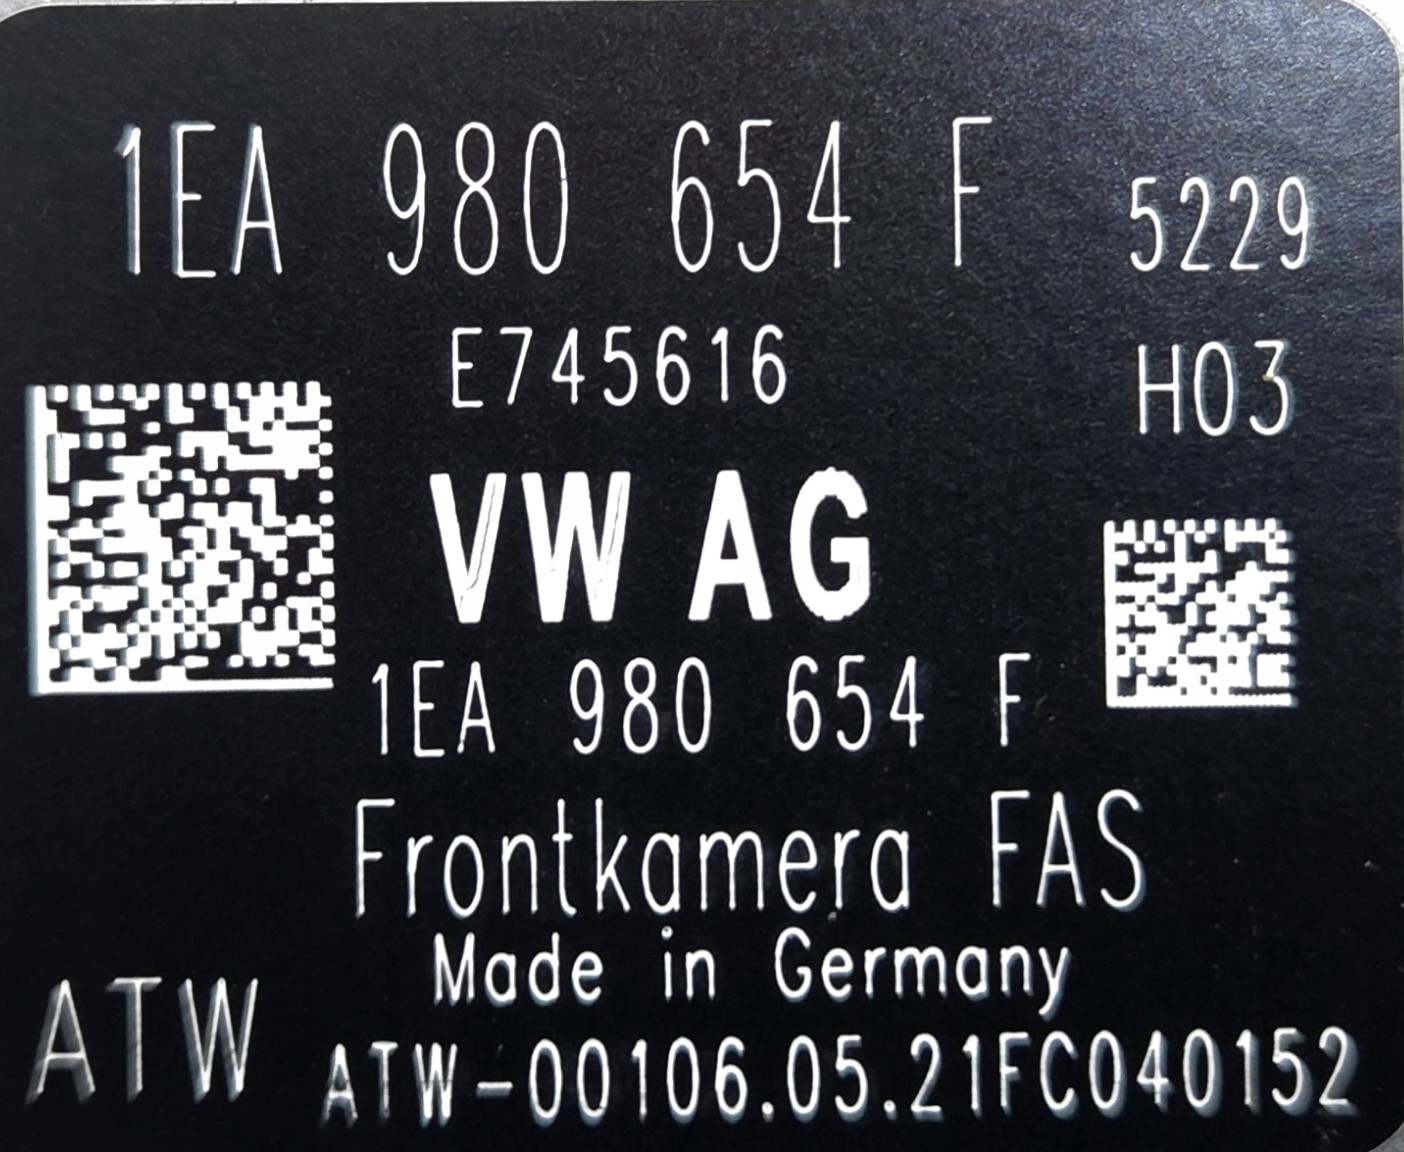 1EA 980 654 F 5229
E745616 H03
VW AG
1EA 980 654 F
Frontkamera FAS
Made in Germany
ATW ATW-00106.05.21FC040152